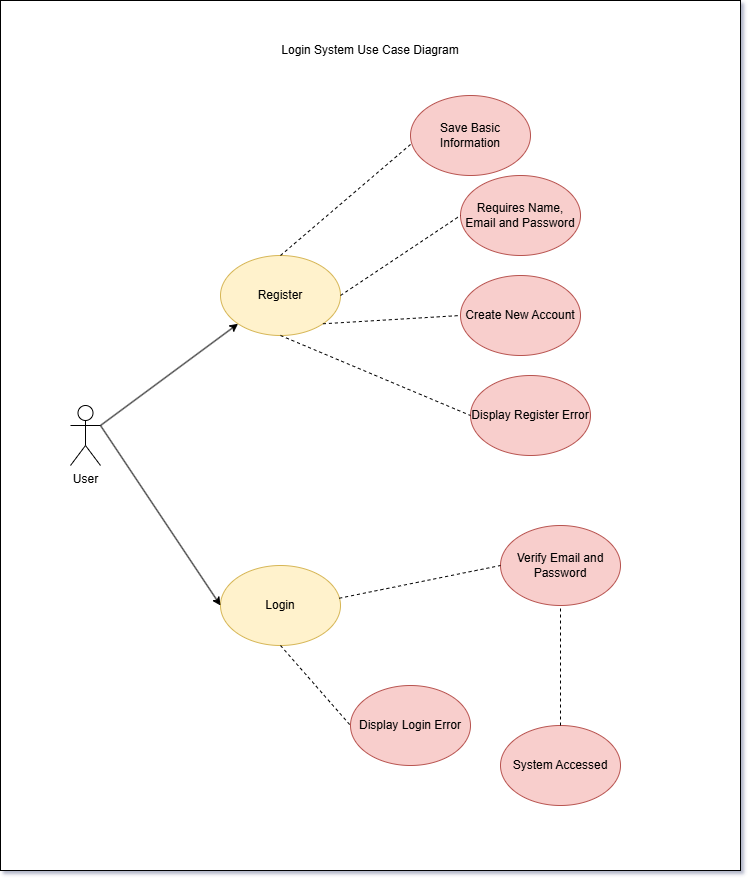 Login System Use Case Diagram
Save Basic
Information
Requires Name,
Email and Password
Register
Create New Account
Display Register Error
User
Verify Email and
Password
Login
Display Login Error
System Accessed